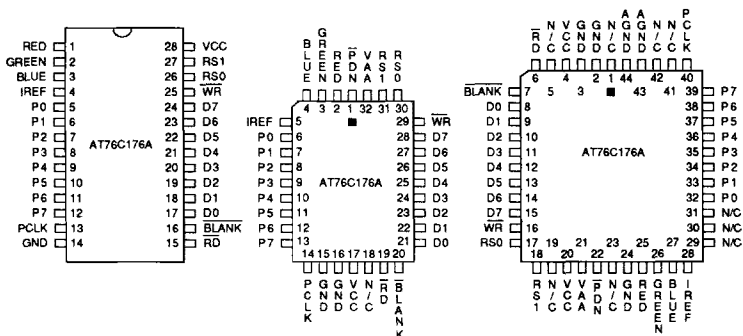 RED 1 28 VCC
GREEN 2 27 RS1
BLUE 3 26 RS0
IREF 4 25 WR
P0 5 24 D7
P1 6 23 D6
P2 7 22 D5
AT76C176A
P3 8 21 D4
P4 9 20 D3
P5 10 19 D2
P6 11 18 D1
P7 12 17 D0
PCLK 13 16 BLANK
GND 14 15 RD
BLUE GREEN RED PDN VAA RS1 RS0
4 3 2 1 32 31 30
IREF 5 29 WR
P0 6 28 D7
P1 7 27 D6
P2 8 26 D5
AT76C176A
P3 9 25 D4
P4 10 24 D3
P5 11 23 D2
P6 12 22 D1
P7 13 21 D0
14 15 16 17 18 19 20
PCLK GND GND VCC N/C RD BLANK
RD N/C VCC GND GND N/C AGND AGND N/C N/C PCLK
6 5 4 3 2 1 44 43 42 41 40
BLANK 7 39 P7
D0 8 38 P6
D1 9 37 P5
D2 10 36 P4
D3 11 35 P3
AT76C176A
D4 12 34 P2
D5 13 33 P1
D6 14 32 P0
D7 15 31 N/C
WR 16 30 N/C
RS0 17 29 N/C
18 19 20 21 22 23 24 25 26 27 28
RS1 N/C VAA PDN N/C RED GREEN BLUE IREF